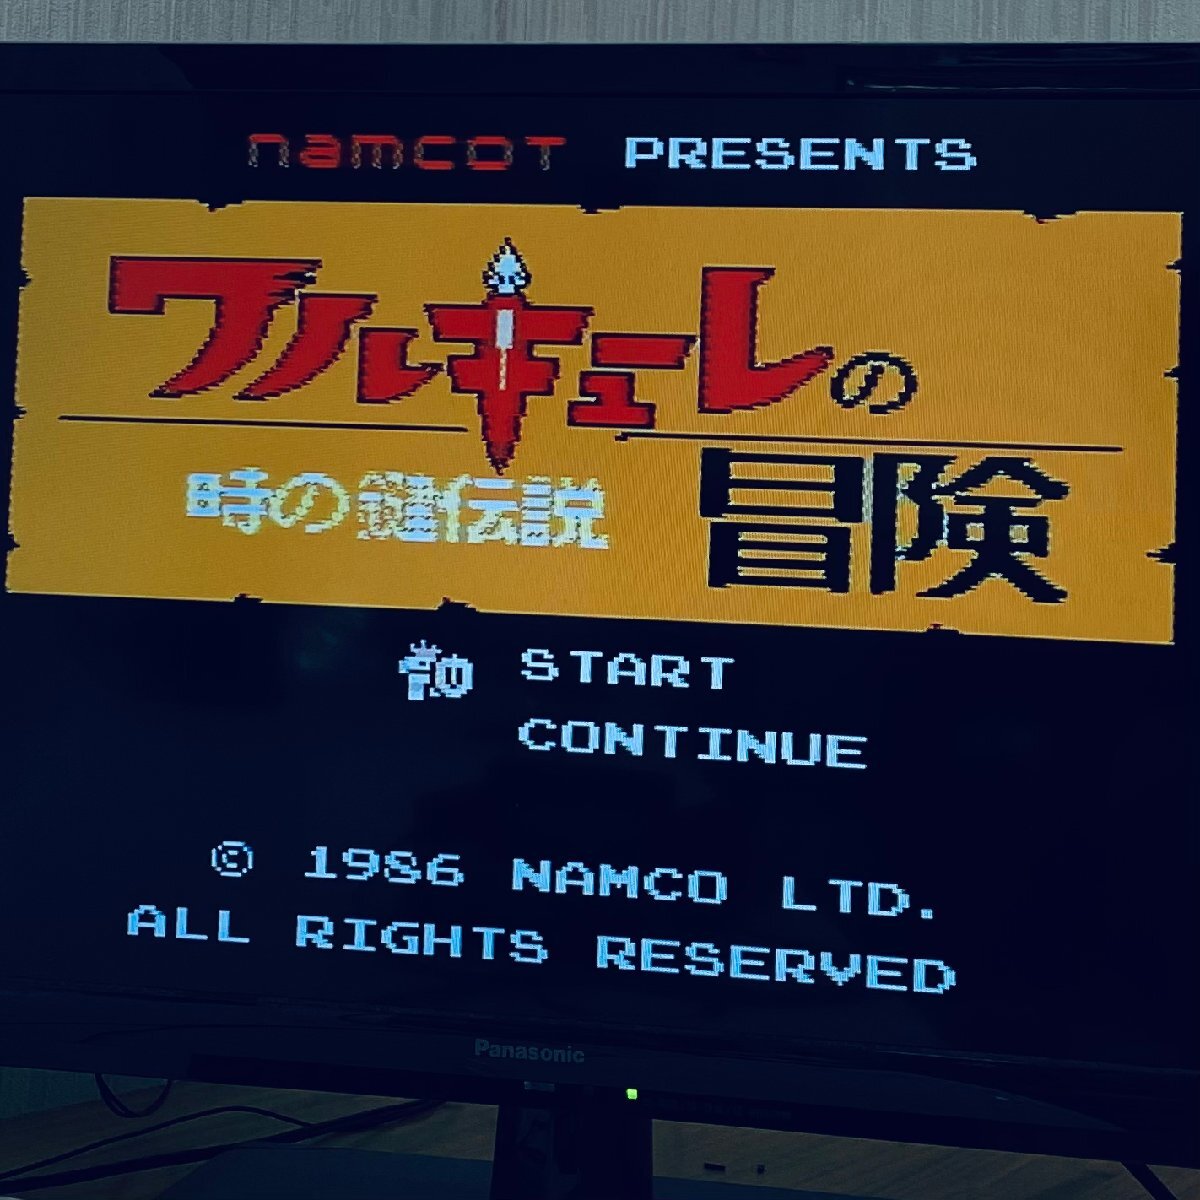 namcot PRESENTS
ワルキューレの
冒険
時の鍵伝説
START
CONTINUE
© 1986 NAMCO LTD.
ALL RIGHTS RESERVED
Panasonic